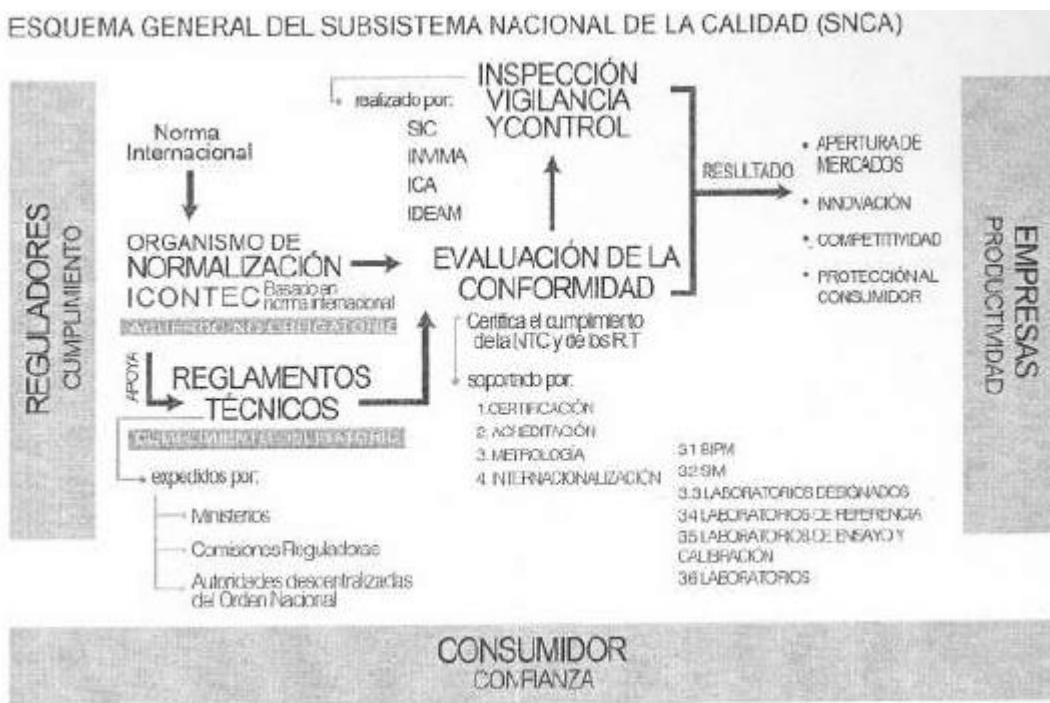 ESQUEMA GENERAL DEL SUBSISTEMA NACIONAL DE LA CALIDAD (SNCA)
REGULADORES
CUMPLIMIENTO
Norma
Internacional
ORGANISMO DE
NORMALIZACIÓN
ICONTEC Basado en
norma internacional
APOYA
REGLAMENTOS
TÉCNICOS
expedidos por:
Ministerios
Comisiones Reguladoras
Autoridades descentralizadas
del Orden Nacional
INSPECCIÓN
VIGILANCIA
Y CONTROL
realizado por:
SIC
INVIMA
ICA
IDEAM
EVALUACIÓN DE LA
CONFORMIDAD
Certifica el cumplimento
de la NTC y de los R.T
soportado por:
1. CERTIFICACIÓN
2. ACREDITACIÓN
3. METROLOGÍA
4. INTERNACIONALIZACIÓN
3.1 BIPM
3.2 SIM
3.3 LABORATORIOS DESIGNADOS
3.4 LABORATORIOS DE REFERENCIA
3.5 LABORATORIOS DE ENSAYO Y
CALIBRACIÓN
3.6 LABORATORIOS
RESULTADO
• APERTURA DE
MERCADOS
• INNOVACIÓN
• COMPETITIVIDAD
• PROTECCIÓN AL
CONSUMIDOR
EMPRESAS
PRODUCTIVIDAD
CONSUMIDOR
CONFIANZA